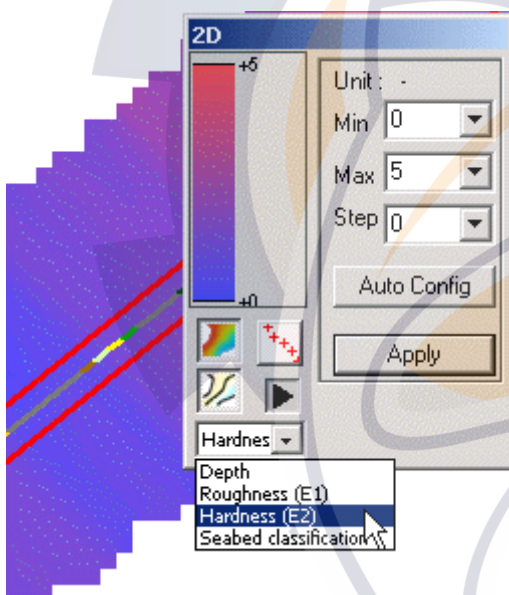 2D
+5
+0
Unit : -
Min 0
Max 5
Step 0
Auto Config
Apply
Hardnes
Depth
Roughness (E1)
Hardness (E2)
Seabed classification